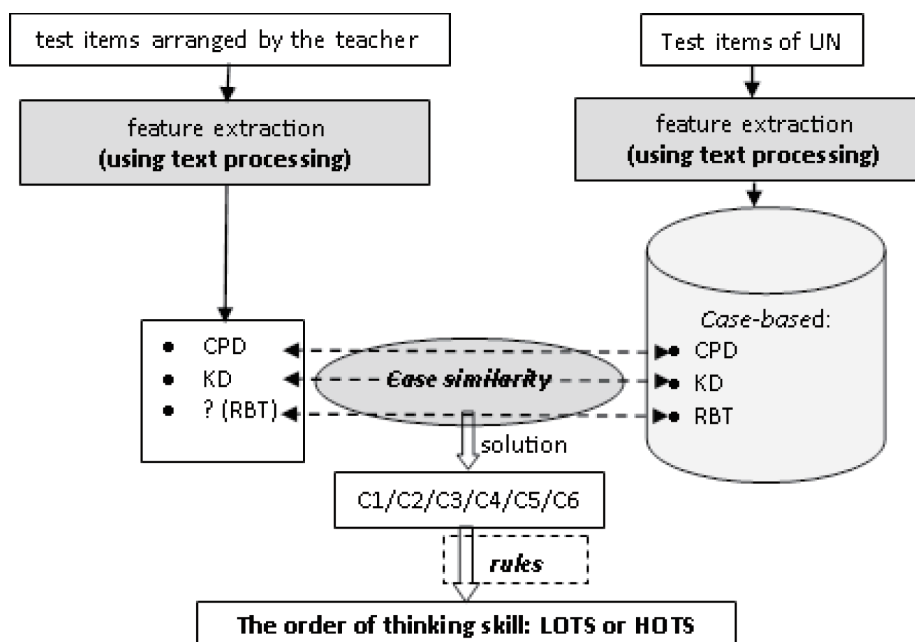 test items arranged by the teacher
Test items of UN
feature extraction
(using text processing)
feature extraction
(using text processing)
Case-based:
• CPD
• KD
• ? (RBT)
Case similarity
• CPD
• KD
• RBT
solution
C1/C2/C3/C4/C5/C6
rules
The order of thinking skill: LOTS or HOTS